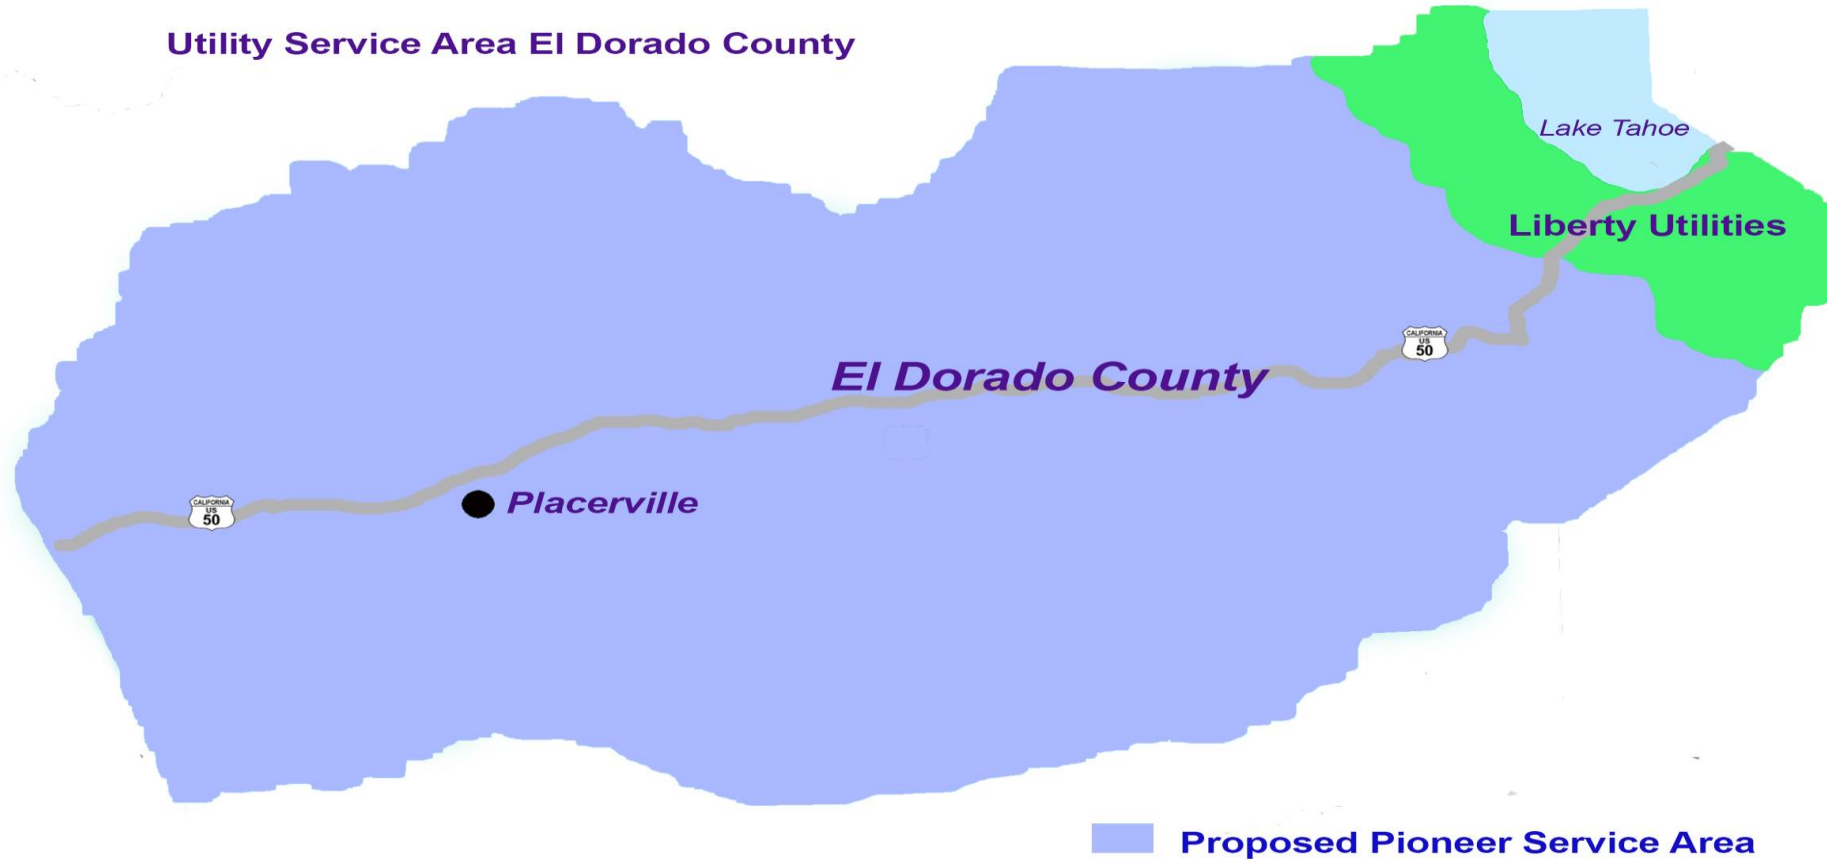 Utility Service Area El Dorado County
Lake Tahoe
Liberty Utilities
CALIFORNIA
US
50
El Dorado County
CALIFORNIA
US
50
Placerville
Proposed Pioneer Service Area